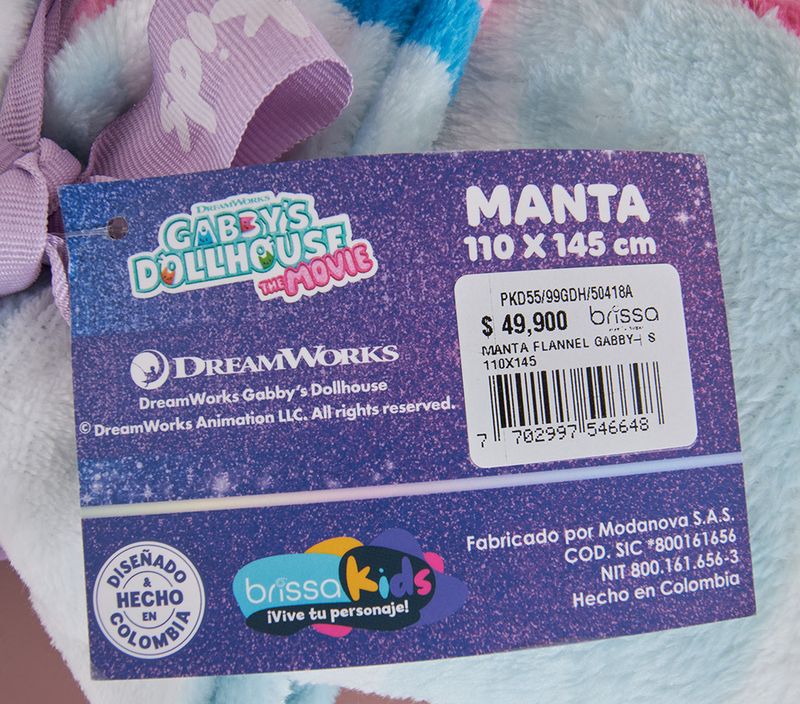 DREAMWORKS
GABBY'S
DOLLHOUSE
THE MOVIE
MANTA
110 X 145 cm
PKD55/99GDH/50418A
$ 49,900 brissa
MANTA FLANNEL GABBY- S
110X145
7 702997 546648
DREAMWORKS
DreamWorks Gabby's Dollhouse
© DreamWorks Animation LLC. All rights reserved.
DISEÑADO
&
HECHO
EN
COLOMBIA
brissa kids
¡Vive tu personaje!
Fabricado por Modanova S.A.S.
COD. SIC *800161656
NIT 800.161.656-3
Hecho en Colombia